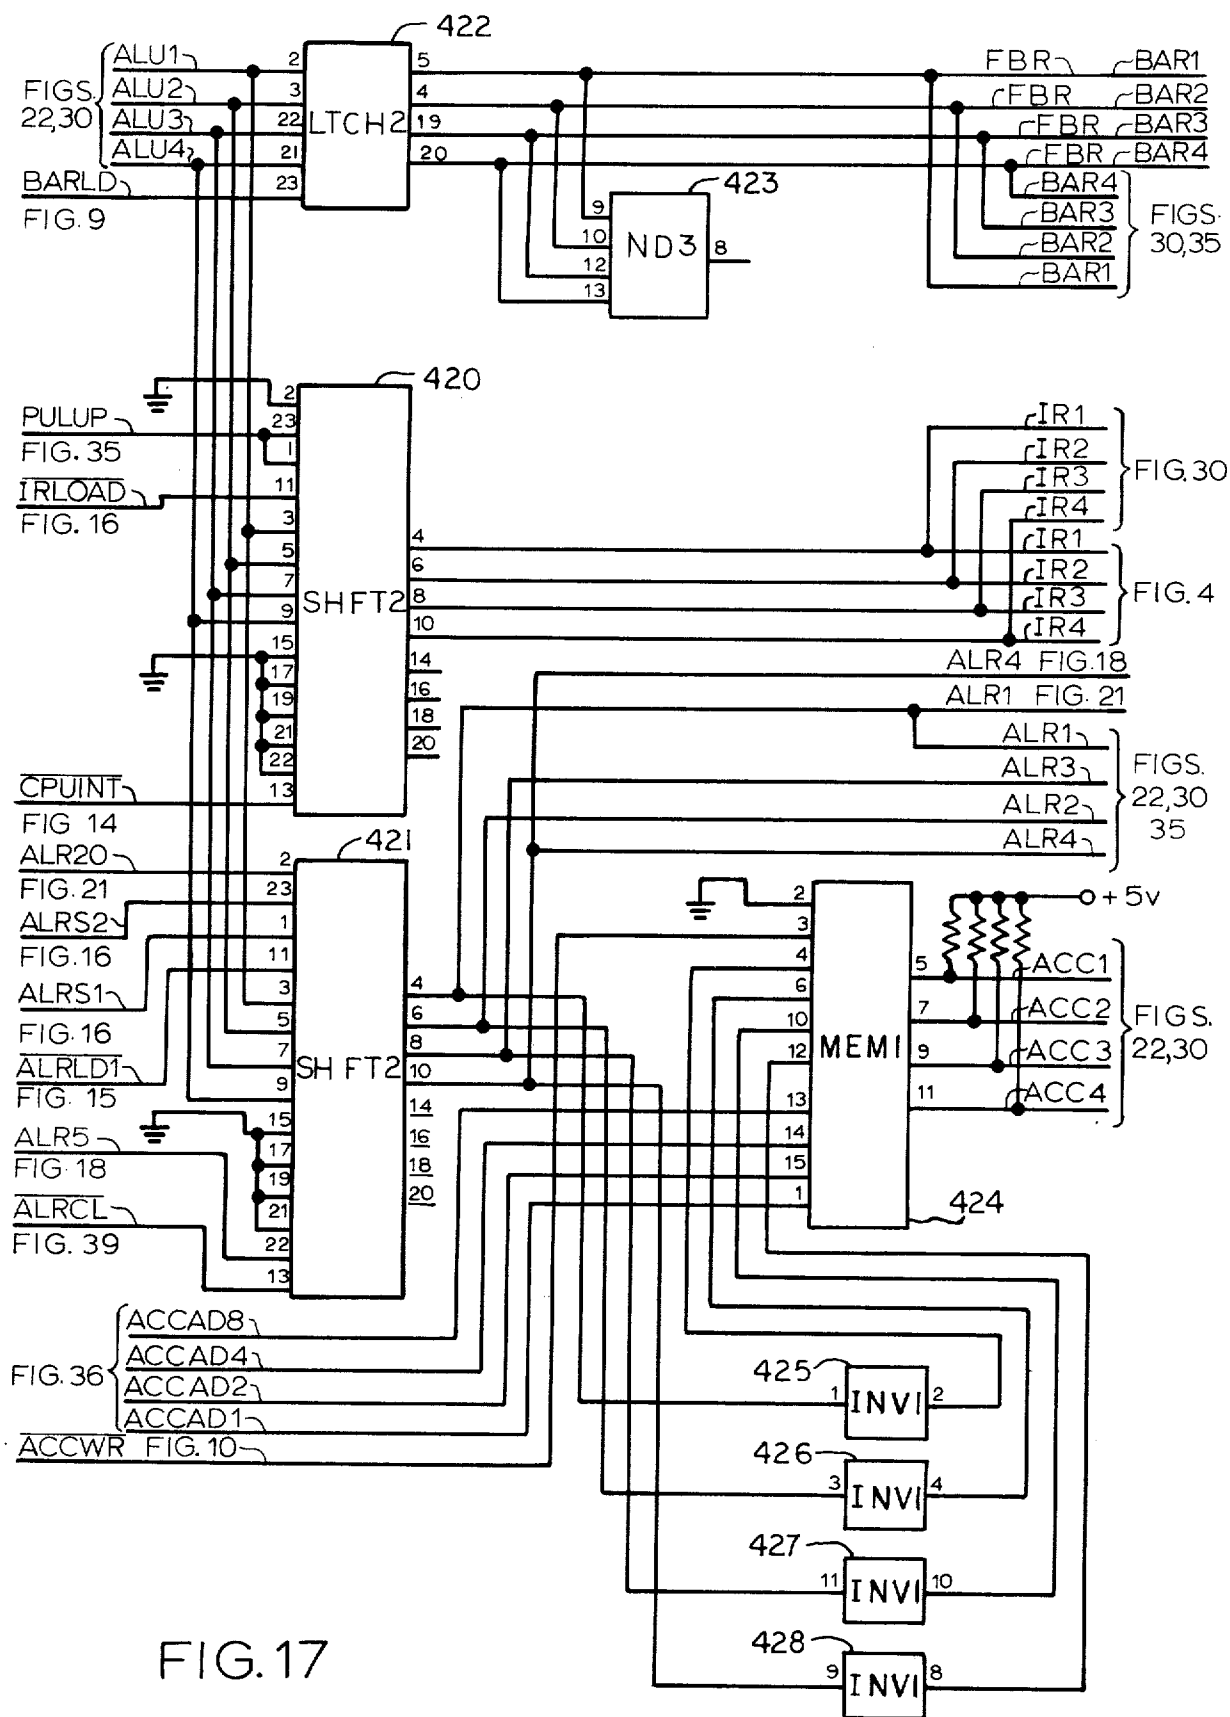 422
ALU1
ALU2
ALU3
ALU4
FIGS.
22,30
BARLD
FIG.9
2
3
22
21
23
LTCH2
5
4
19
20
FBR BAR1
FBR BAR2
FBR BAR3
FBR BAR4
BAR4
BAR3
BAR2
BAR1
FIGS.
30,35
423
9
10
12
13
ND3
8
420
PULUP
FIG.35
IRLOAD
FIG.16
2
23
1
11
3
5
7
9
15
17
19
21
22
13
SHFT2
4
6
8
10
14
16
18
20
IR1
IR2
IR3
IR4
FIG.30
IR1
IR2
IR3
IR4
FIG.4
ALR4 FIG.18
ALR1 FIG.21
ALR1
ALR3
ALR2
ALR4
FIGS.
22,30
35
CPUINT
FIG 14
421
ALR20
FIG.21
ALRS2
FIG.16
ALRS1
FIG.16
ALRLD1
FIG.15
ALR5
FIG.18
ALRCL
FIG.39
2
23
1
11
3
5
7
9
15
17
19
21
22
13
SHFT2
4
6
8
10
14
16
18
20
2
3
4
6
10
12
13
14
15
1
MEM1
5
7
9
11
+5v
ACC1
ACC2
ACC3
ACC4
FIGS.
22,30
424
FIG.36
ACCAD8
ACCAD4
ACCAD2
ACCAD1
ACCWR FIG.10
425
1 INV1 2
426
3 INV1 4
427
11 INV1 10
428
9 INV1 8
FIG.17